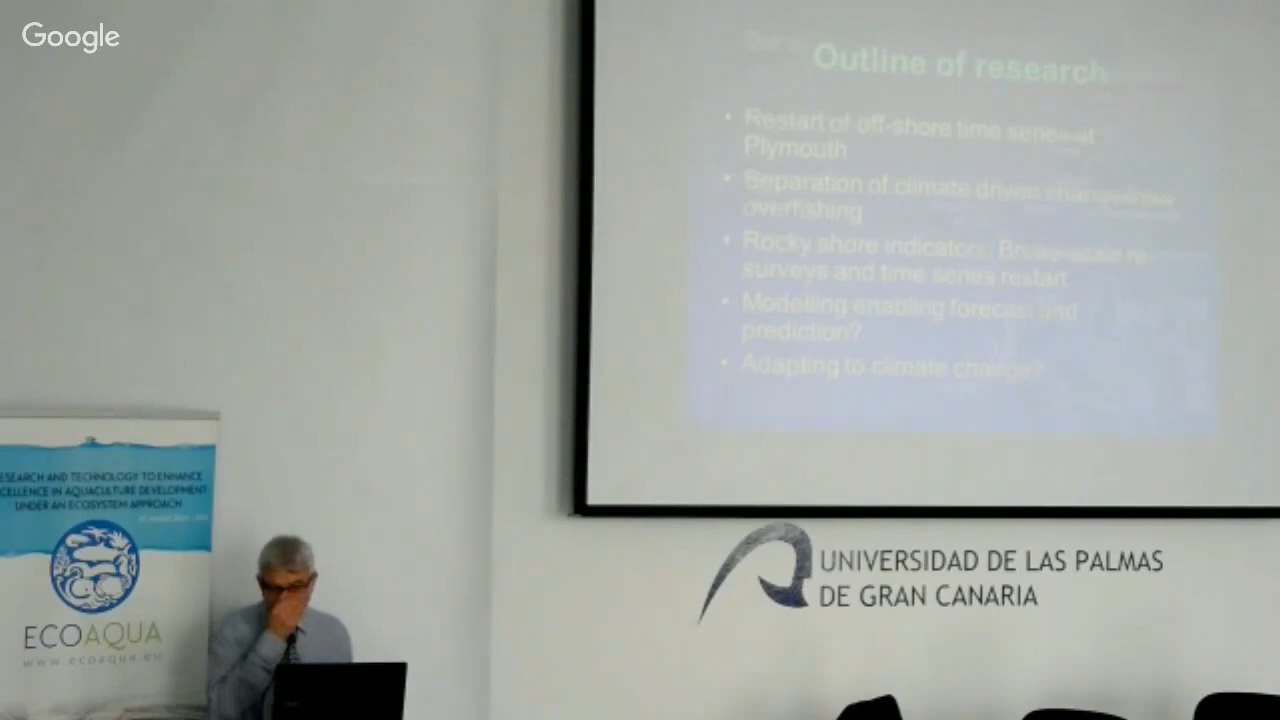 Google
Outline of research
• Restart of off-shore time series at
Plymouth
• Separation of climate driven change from
overfishing
• Rocky shore indicators: Broad-scale re
surveys and time series restart
• Modelling enabling forecast and
prediction?
• Adapting to climate change?
ESEARCH AND TECHNOLOGY TO ENHANCE
CELLENCE IN AQUACULTURE DEVELOPMENT
UNDER AN ECOSYSTEM APPROACH
ECOAQUA
www.ecoaqua.eu
UNIVERSIDAD DE LAS PALMAS
DE GRAN CANARIA